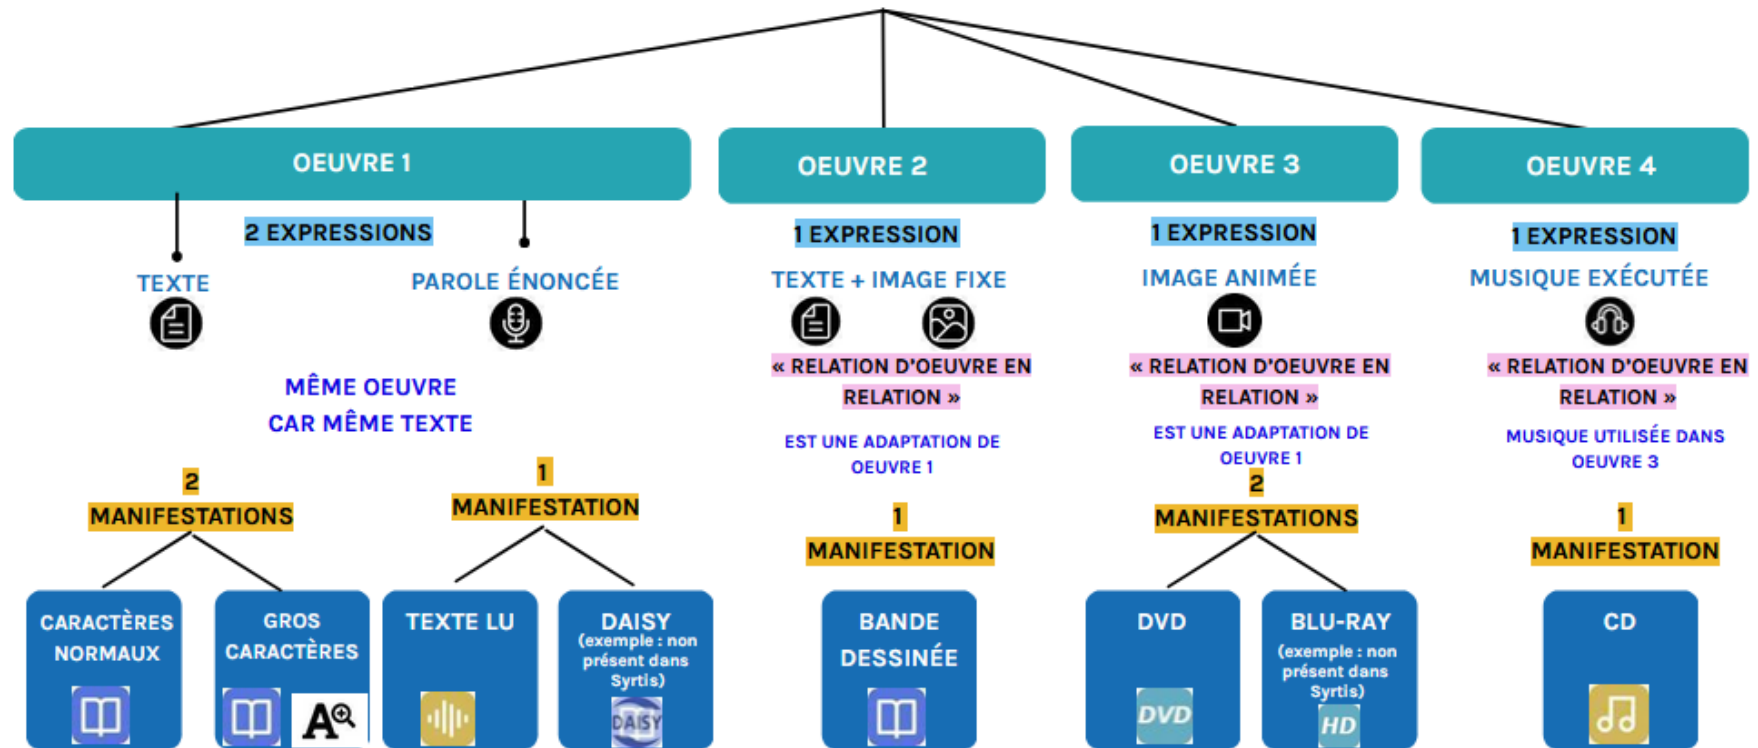 OEUVRE 1
OEUVRE 2
OEUVRE 3
OEUVRE 4
2 EXPRESSIONS
1 EXPRESSION
1 EXPRESSION
1 EXPRESSION
TEXTE
PAROLE ÉNONCÉE
TEXTE + IMAGE FIXE
IMAGE ANIMÉE
MUSIQUE EXÉCUTÉE
MÊME OEUVRE
CAR MÊME TEXTE
« RELATION D'OEUVRE EN
RELATION »
EST UNE ADAPTATION DE
OEUVRE 1
« RELATION D'OEUVRE EN
RELATION »
EST UNE ADAPTATION DE
OEUVRE 1
« RELATION D'OEUVRE EN
RELATION »
MUSIQUE UTILISÉE DANS
OEUVRE 3
2
MANIFESTATIONS
1
MANIFESTATION
1
MANIFESTATION
2
MANIFESTATIONS
1
MANIFESTATION
CARACTÈRES
NORMAUX
GROS
CARACTÈRES
A
TEXTE LU
DAISY
(exemple : non
présent dans
Syrtis)
DAISY
BANDE
DESSINÉE
DVD
DVD
BLU-RAY
(exemple : non
présent dans
Syrtis)
HD
CD